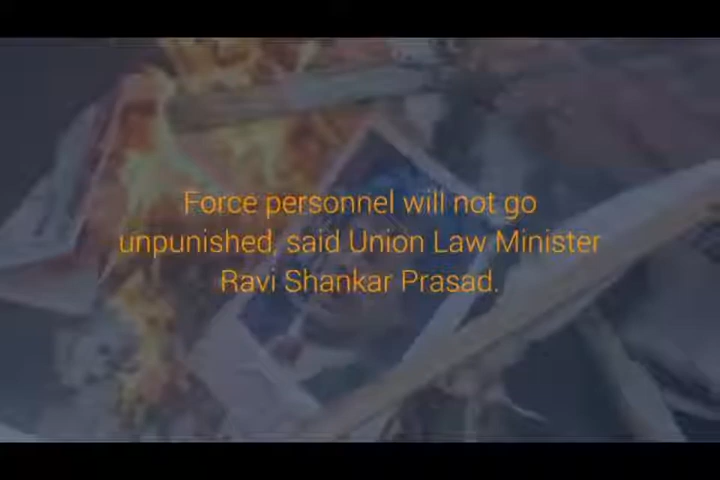 Force personnel will not go
unpunished, said Union Law Minister
Ravi Shankar Prasad.